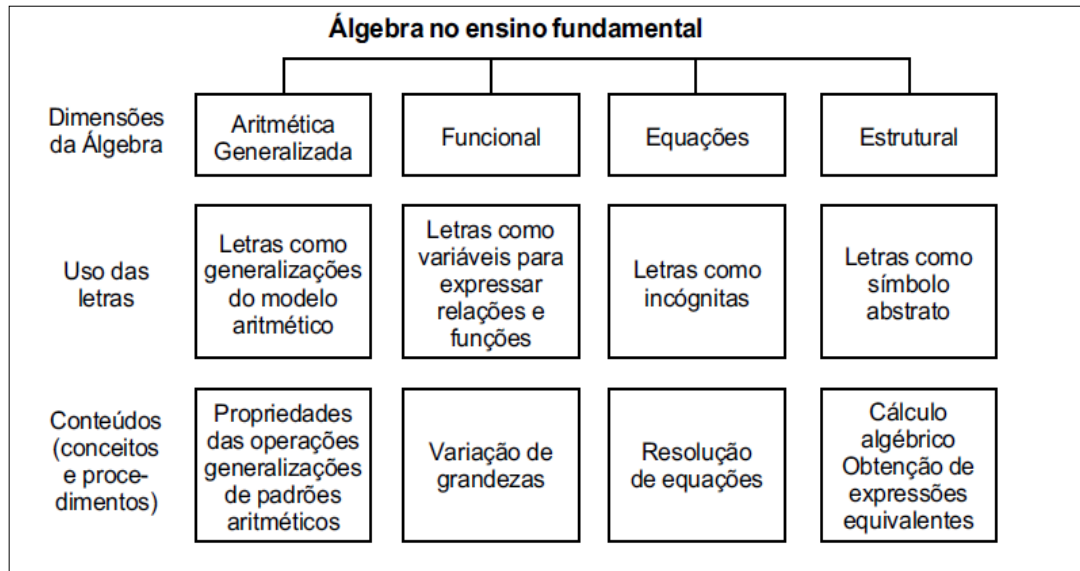 Álgebra no ensino fundamental
Dimensões
da Álgebra
Aritmética
Generalizada
Funcional
Equações
Estrutural
Uso das
letras
Letras como
generalizações
do modelo
aritmético
Letras como
variáveis para
expressar
relações e
funções
Letras como
incógnitas
Letras como
símbolo
abstrato
Conteúdos
(conceitos
e proce-
dimentos)
Propriedades
das operações
generalizações
de padrões
aritméticos
Variação de
grandezas
Resolução
de equações
Cálculo
algébrico
Obtenção de
expressões
equivalentes